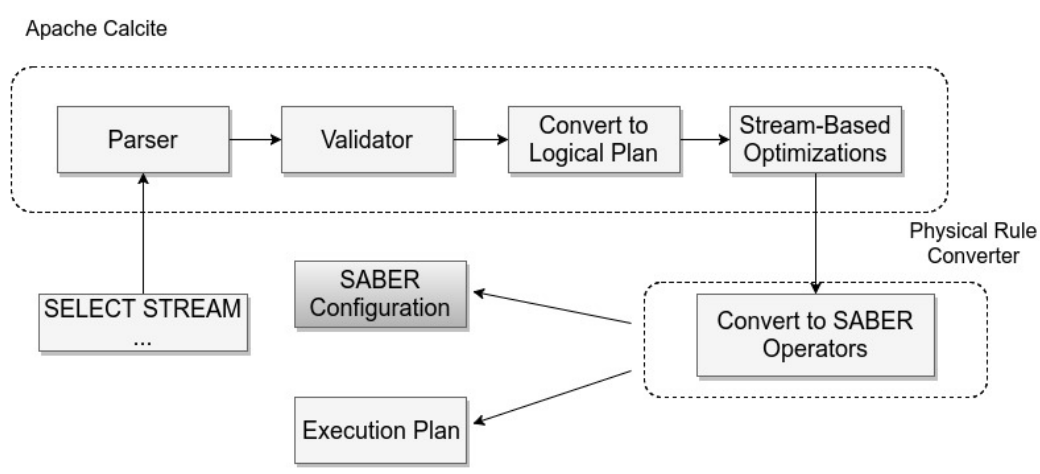 Apache Calcite
Parser
Validator
Convert to
Logical Plan
Stream-Based
Optimizations
Physical Rule
Converter
SELECT STREAM
...
SABER
Configuration
Convert to SABER
Operators
Execution Plan